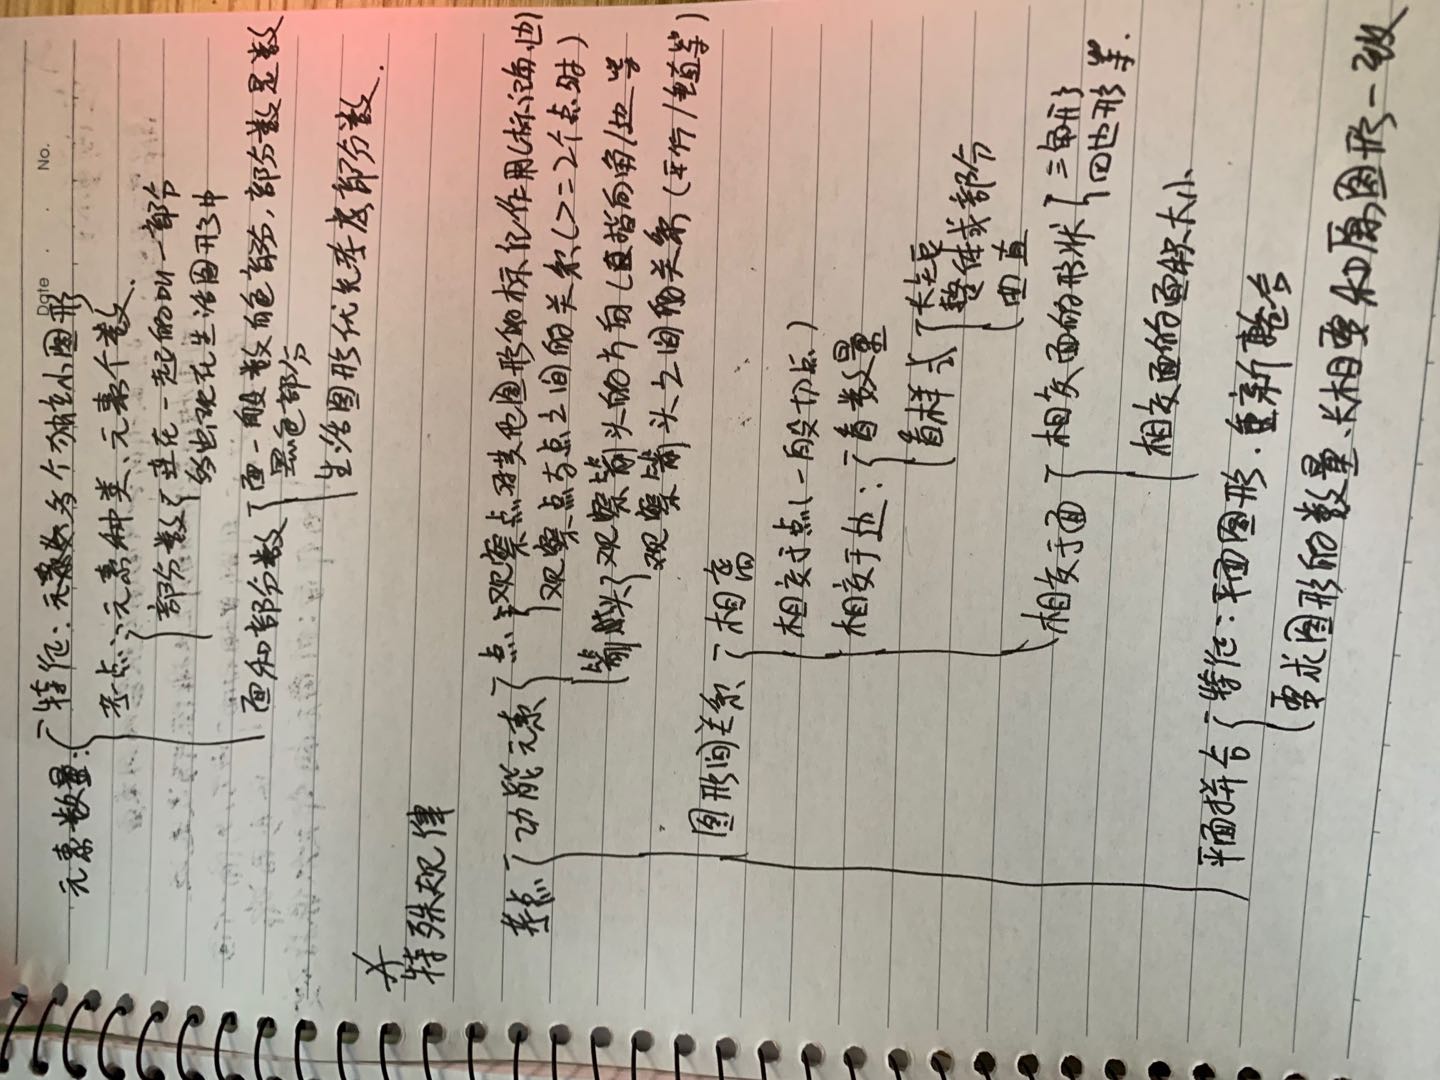 Date . . No.
元素数量: 特征: 元素数多个独立小图形
考点: 元素种类、元素个数.
部分数 连在一起的叫一部分
多出现在生活图形中
面和部分数 面一般数白色部分,部分数是数
黑色部分
生活图形优先考虑部分数.
特殊规律
考点 功能元素 点 观察点对其他图形的标记作用(标记角、边)
观察点与点之间的关系(>=2个点时)
箭头 观察箭头的方向(直指向角/边等
观察箭头之间的关系(平行/垂直等)
图形间关系 相离
相交于点(一般切点)
相交于边: 看数量
看样式 长短
整体或部分
曲直
相交于面 相交面的形状 三角形
四边形等.
相交面的面积大小
平面拼合 特征: 平面图形.重新整合
要求图形的数量、长相要和原图形一致